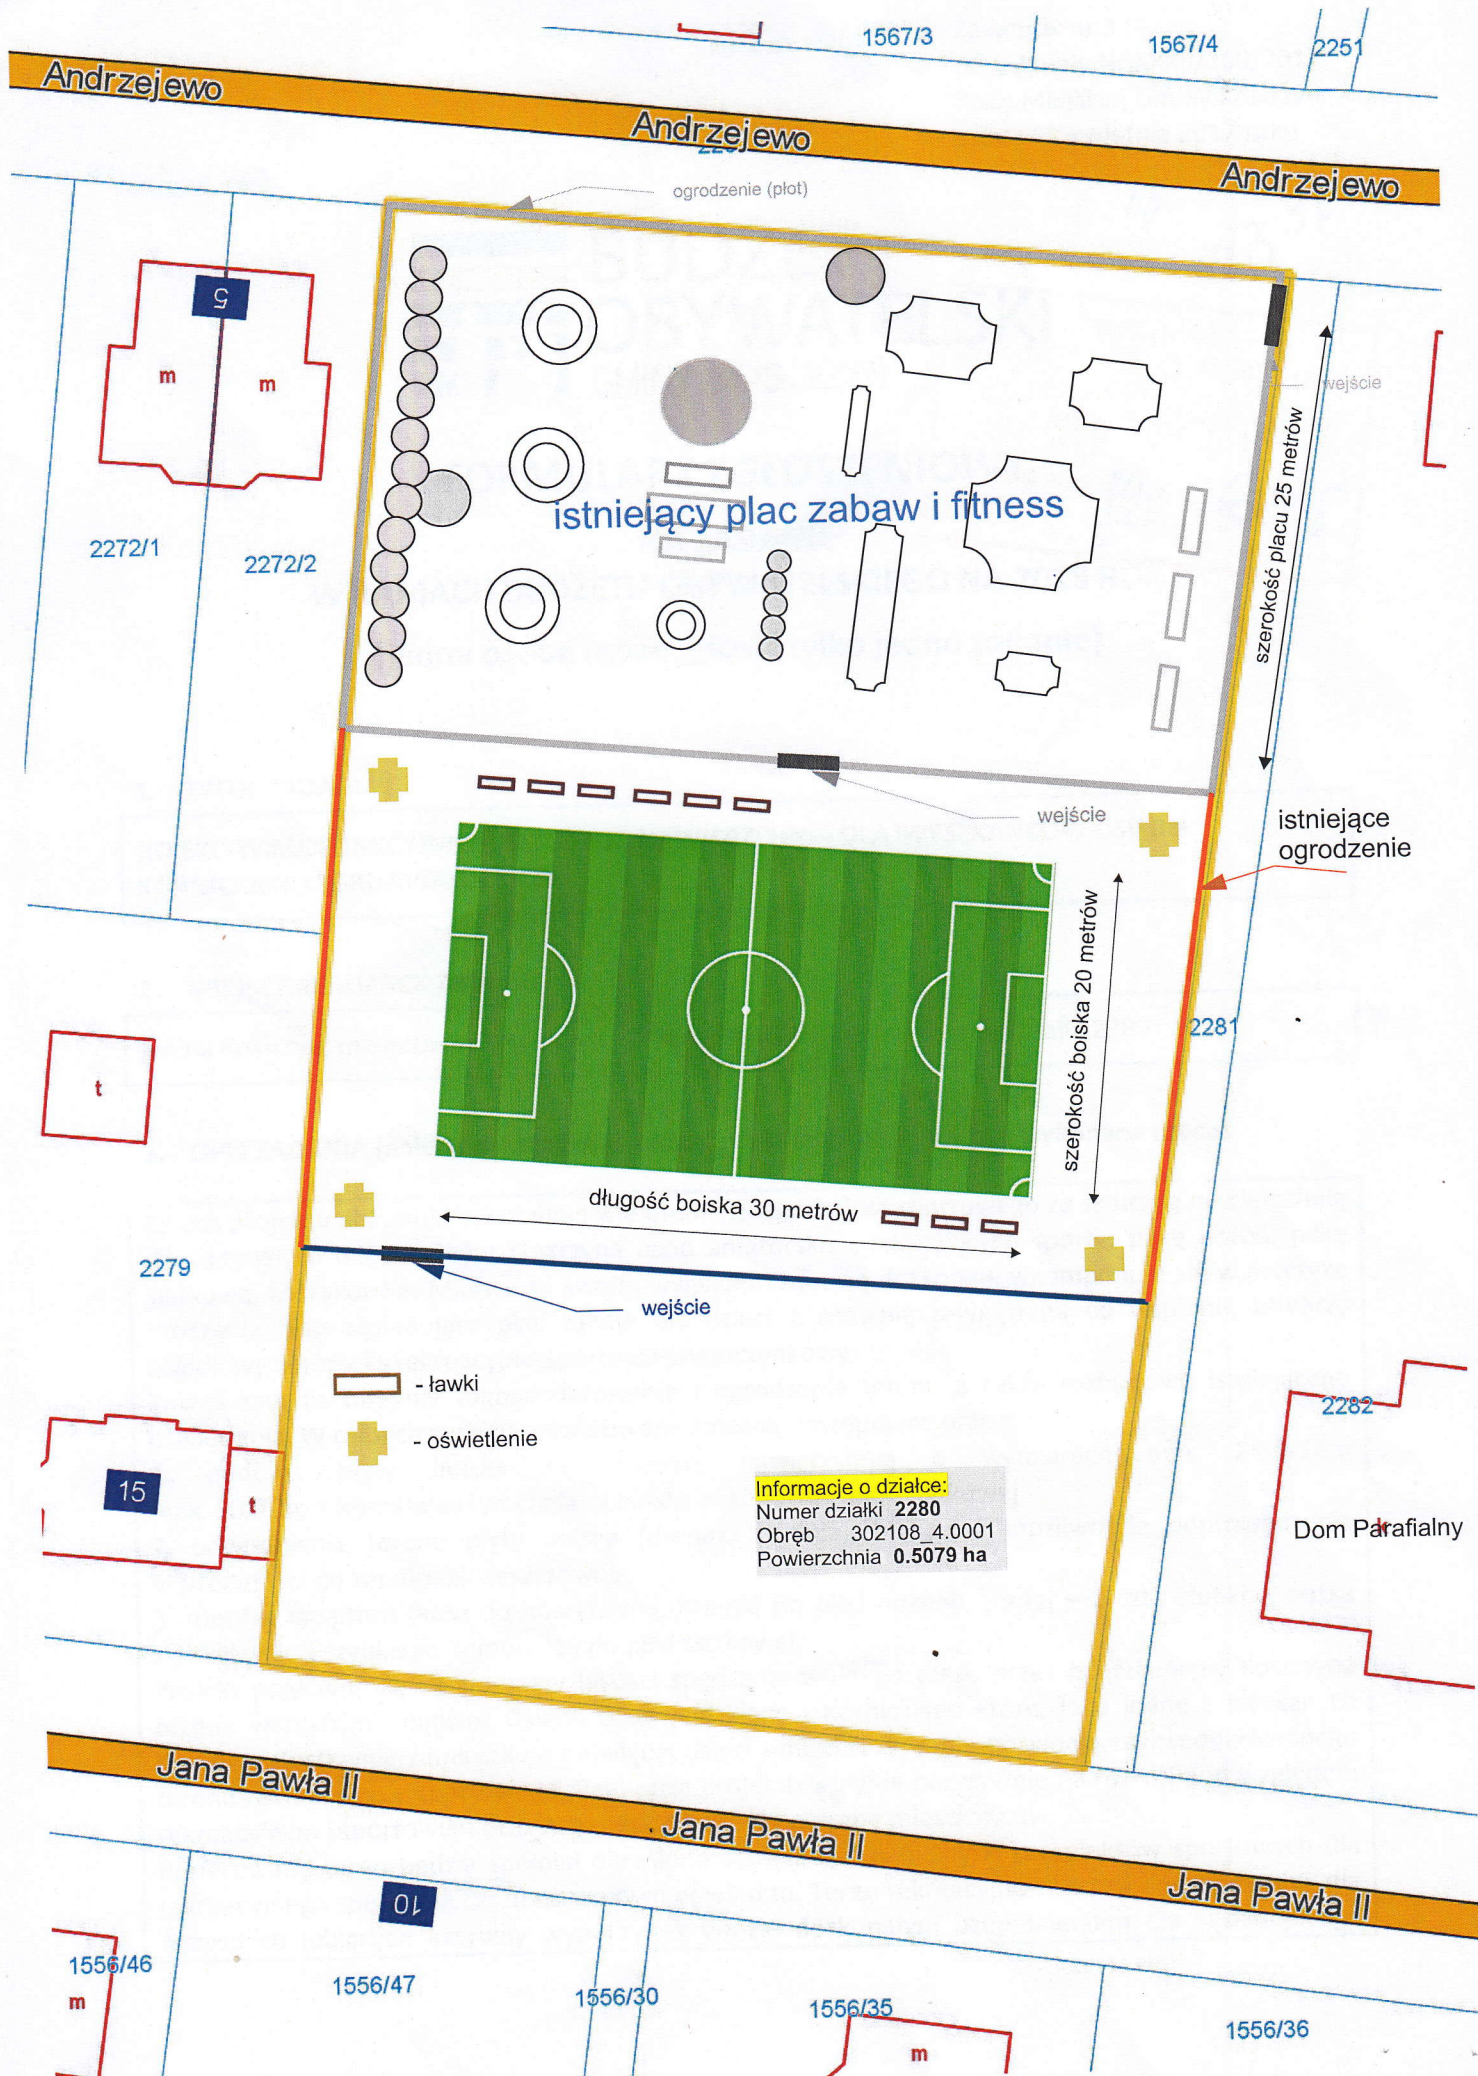 1567/3
1567/4
2251
Andrzejewo
Andrzejewo
Andrzejewo
ogrodzenie (płot)
5
m
m
wejście
2272/1
2272/2
istniejący plac zabaw i fitness
szerokość placu 25 metrów
wejście
istniejące
ogrodzenie
szerokość boiska 20 metrów
2281
t
długość boiska 30 metrów
2279
wejście
- ławki
- oświetlenie
2282
15
t
Informacje o działce:
Numer działki 2280
Obręb 302108_4.0001
Powierzchnia 0.5079 ha
Dom Parafialny
k
Jana Pawła II
Jana Pawła II
Jana Pawła II
10
1556/46
1556/47
1556/30
1556/35
1556/36
m
m